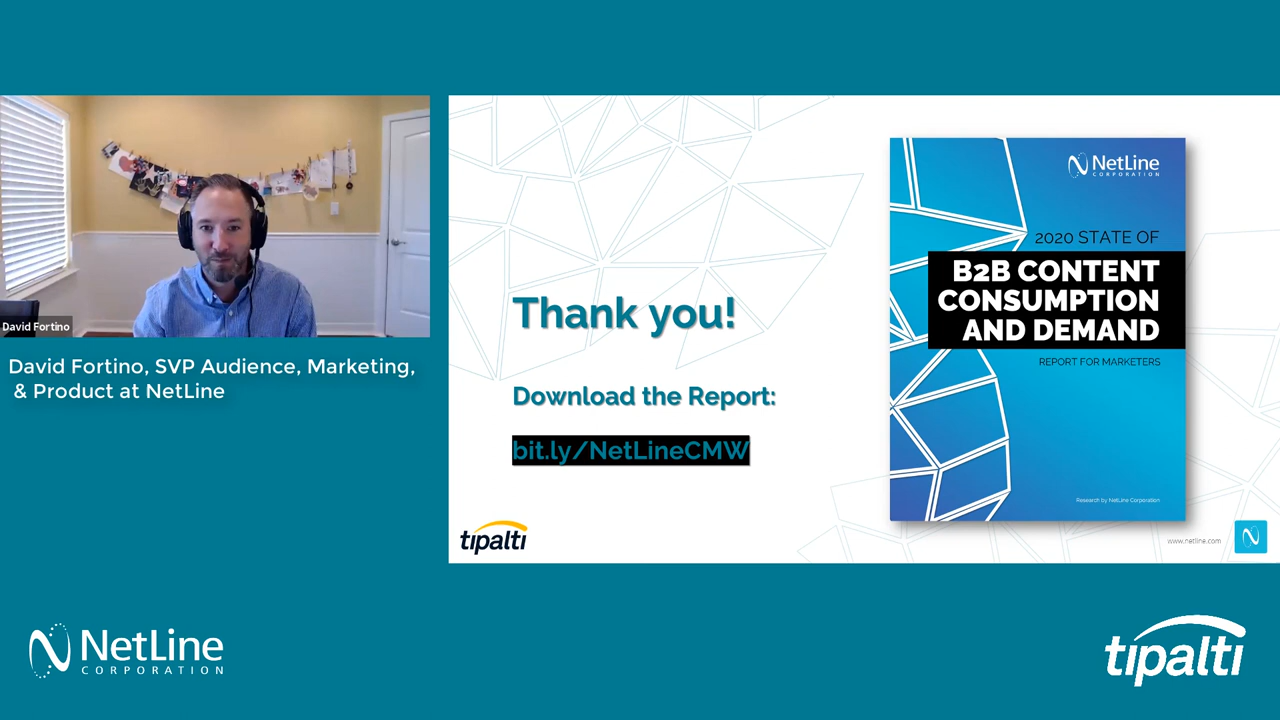 David Fortino
David Fortino, SVP Audience, Marketing,
& Product at NetLine
Thank you!
Download the Report:
bit.ly/NetLineCMW
tipalti
NetLine
CORPORATION
2020 STATE OF
B2B CONTENT
CONSUMPTION
AND DEMAND
REPORT FOR MARKETERS
Research by NetLine Corporation
www.netline.com
NetLine
CORPORATION
tipalti